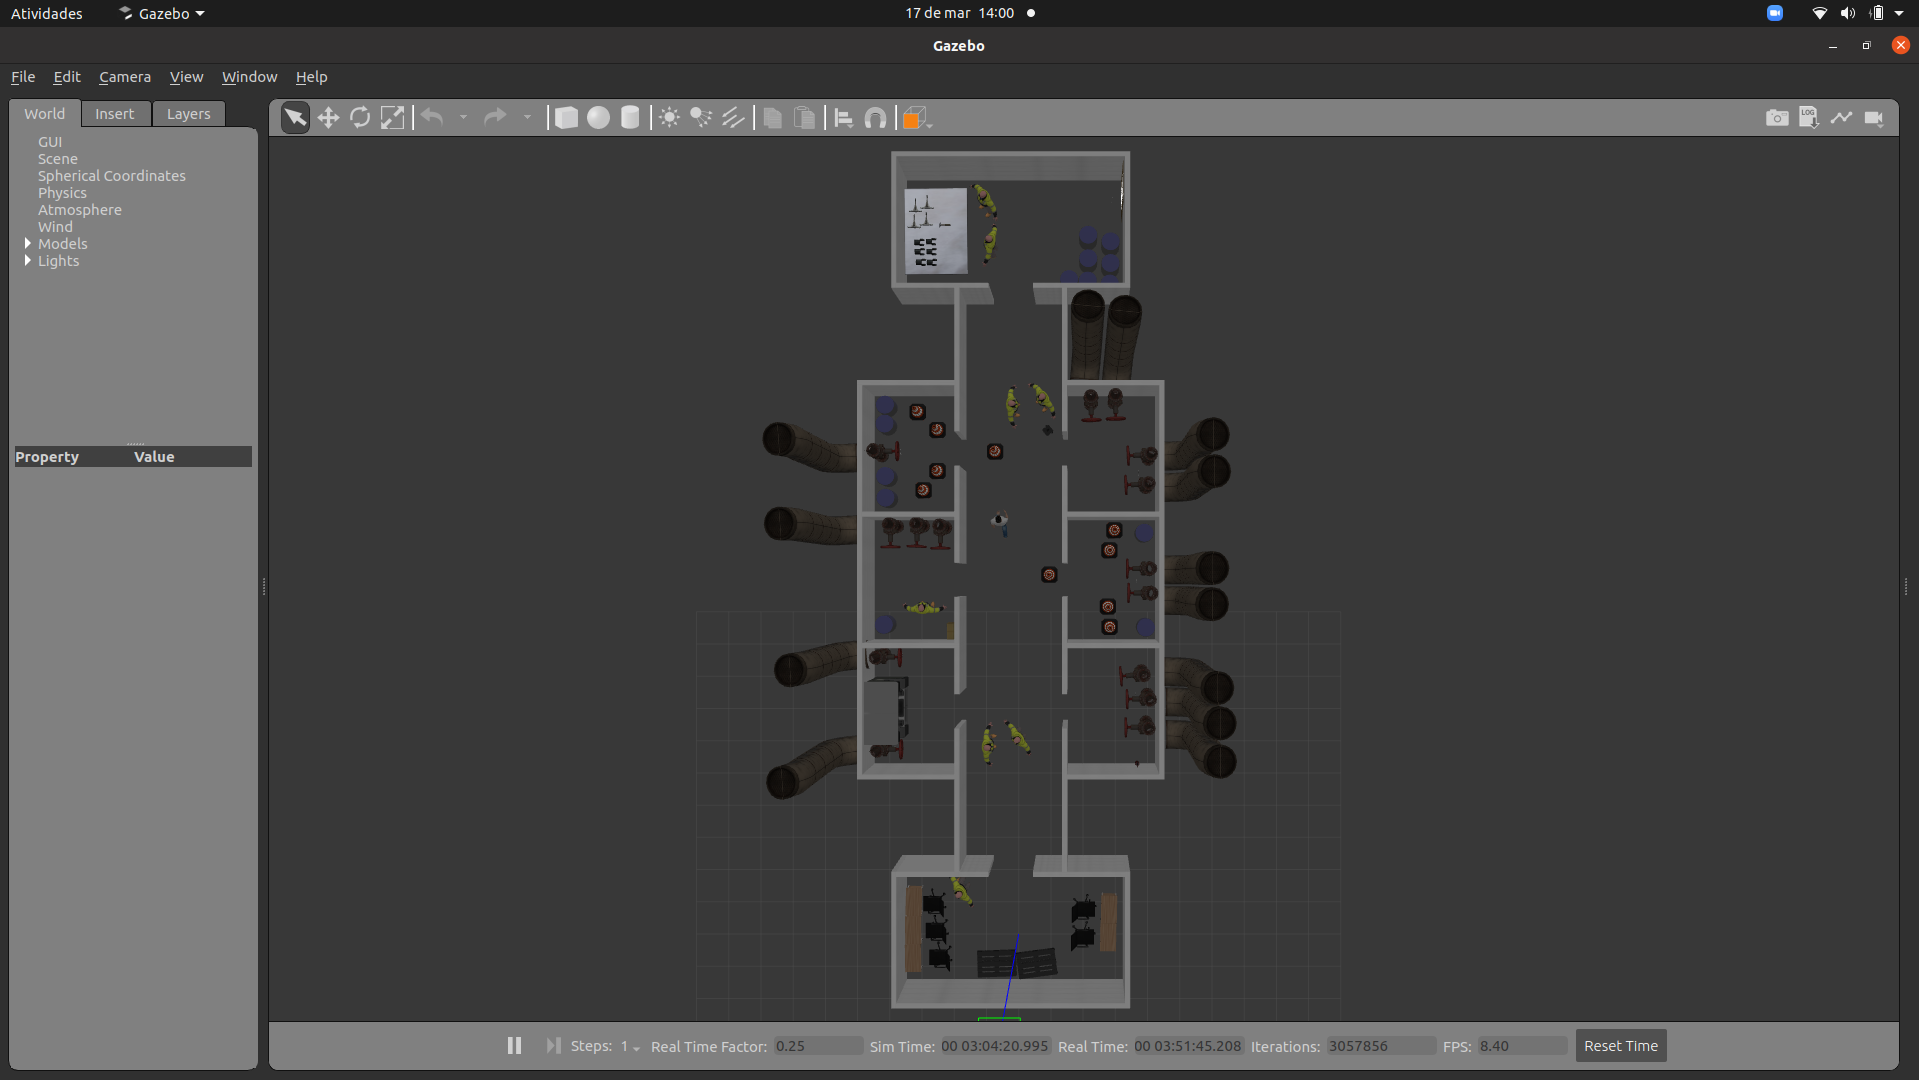 Atividades
Gazebo
17 de mar 14:00
Gazebo
File Edit Camera View Window Help
World Insert Layers
LOG
GUI
Scene
Spherical Coordinates
Physics
Atmosphere
Wind
Models
Lights
Property Value
Steps: 1 Real Time Factor: 0.25 Sim Time: 00 03:04:20.995 Real Time: 00 03:51:45.208 Iterations: 3057856 FPS: 8.40 Reset Time